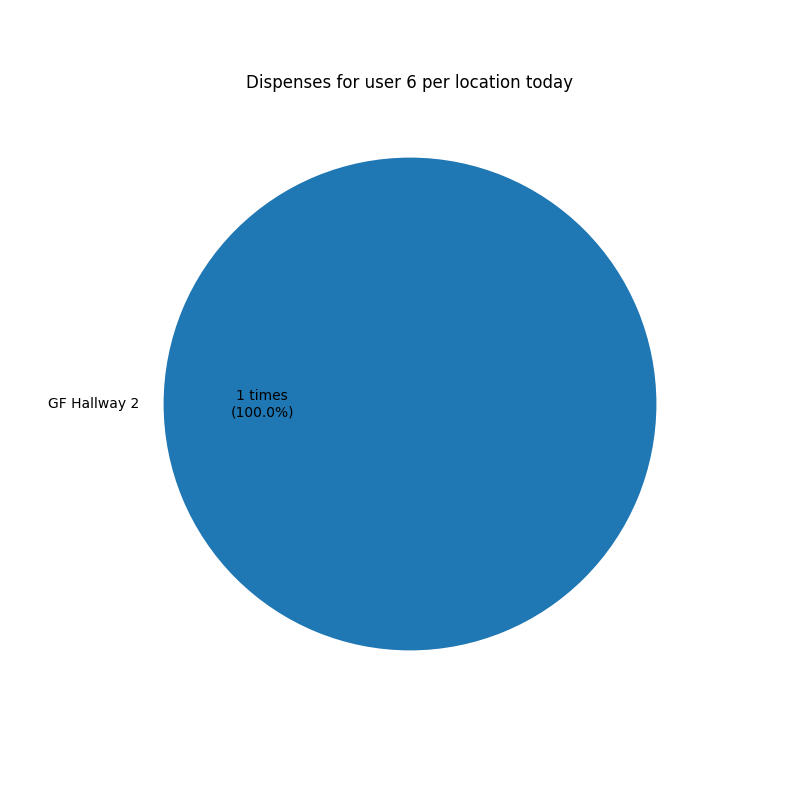 Dispenses for user 6 per location today
GF Hallway 2
1 times
(100.0%)